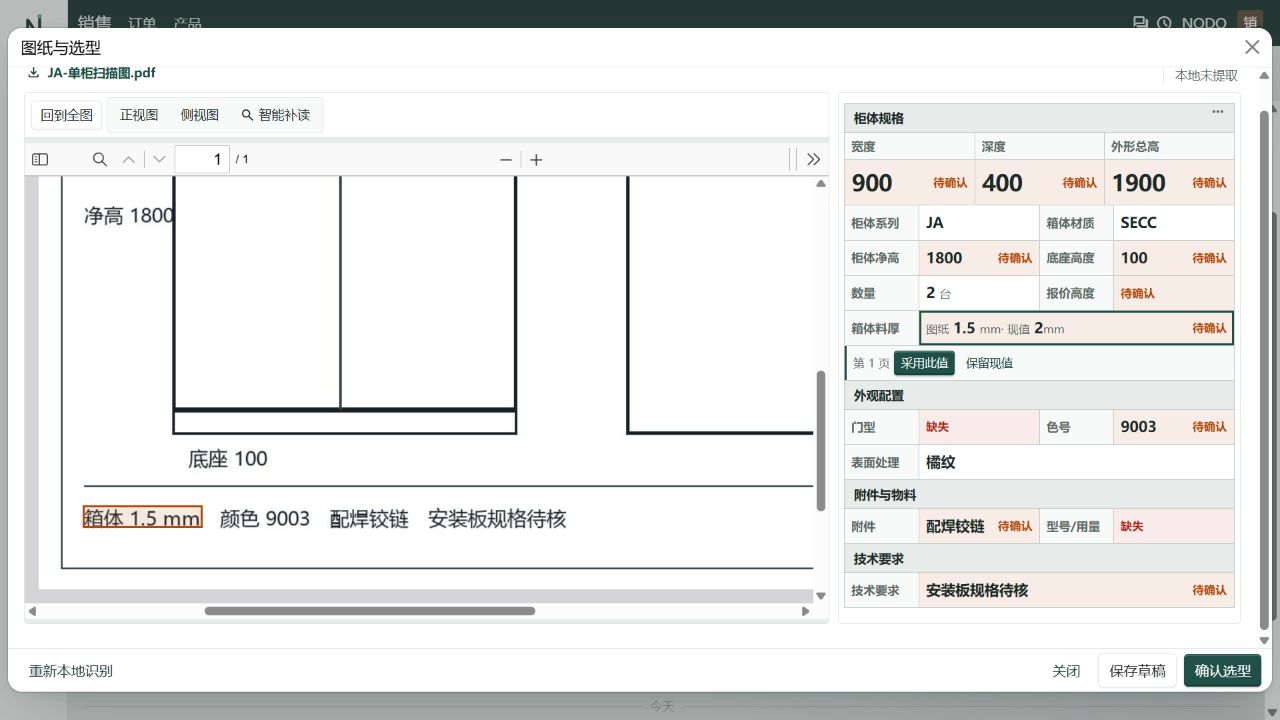 销售 订单 产品 NODO 销
图纸与选型
JA-单柜扫描图.pdf 本地未提取
回到全图 正视图 侧视图 智能补读
1 / 1
净高 1800
底座 100
箱体 1.5 mm 颜色 9003 配焊铰链 安装板规格待核
柜体规格 ...
宽度 深度 外形总高
900 待确认 400 待确认 1900 待确认
柜体系列 JA 箱体材质 SECC
柜体净高 1800 待确认 底座高度 100 待确认
数量 2 台 报价高度 待确认
箱体料厚 图纸 1.5 mm· 现值 2mm 待确认
第 1 页 采用此值 保留现值
外观配置
门型 缺失 色号 9003 待确认
表面处理 橘纹
附件与物料
附件 配焊铰链 待确认 型号/用量 缺失
技术要求
技术要求 安装板规格待核 待确认
重新本地识别 关闭 保存草稿 确认选型
今天